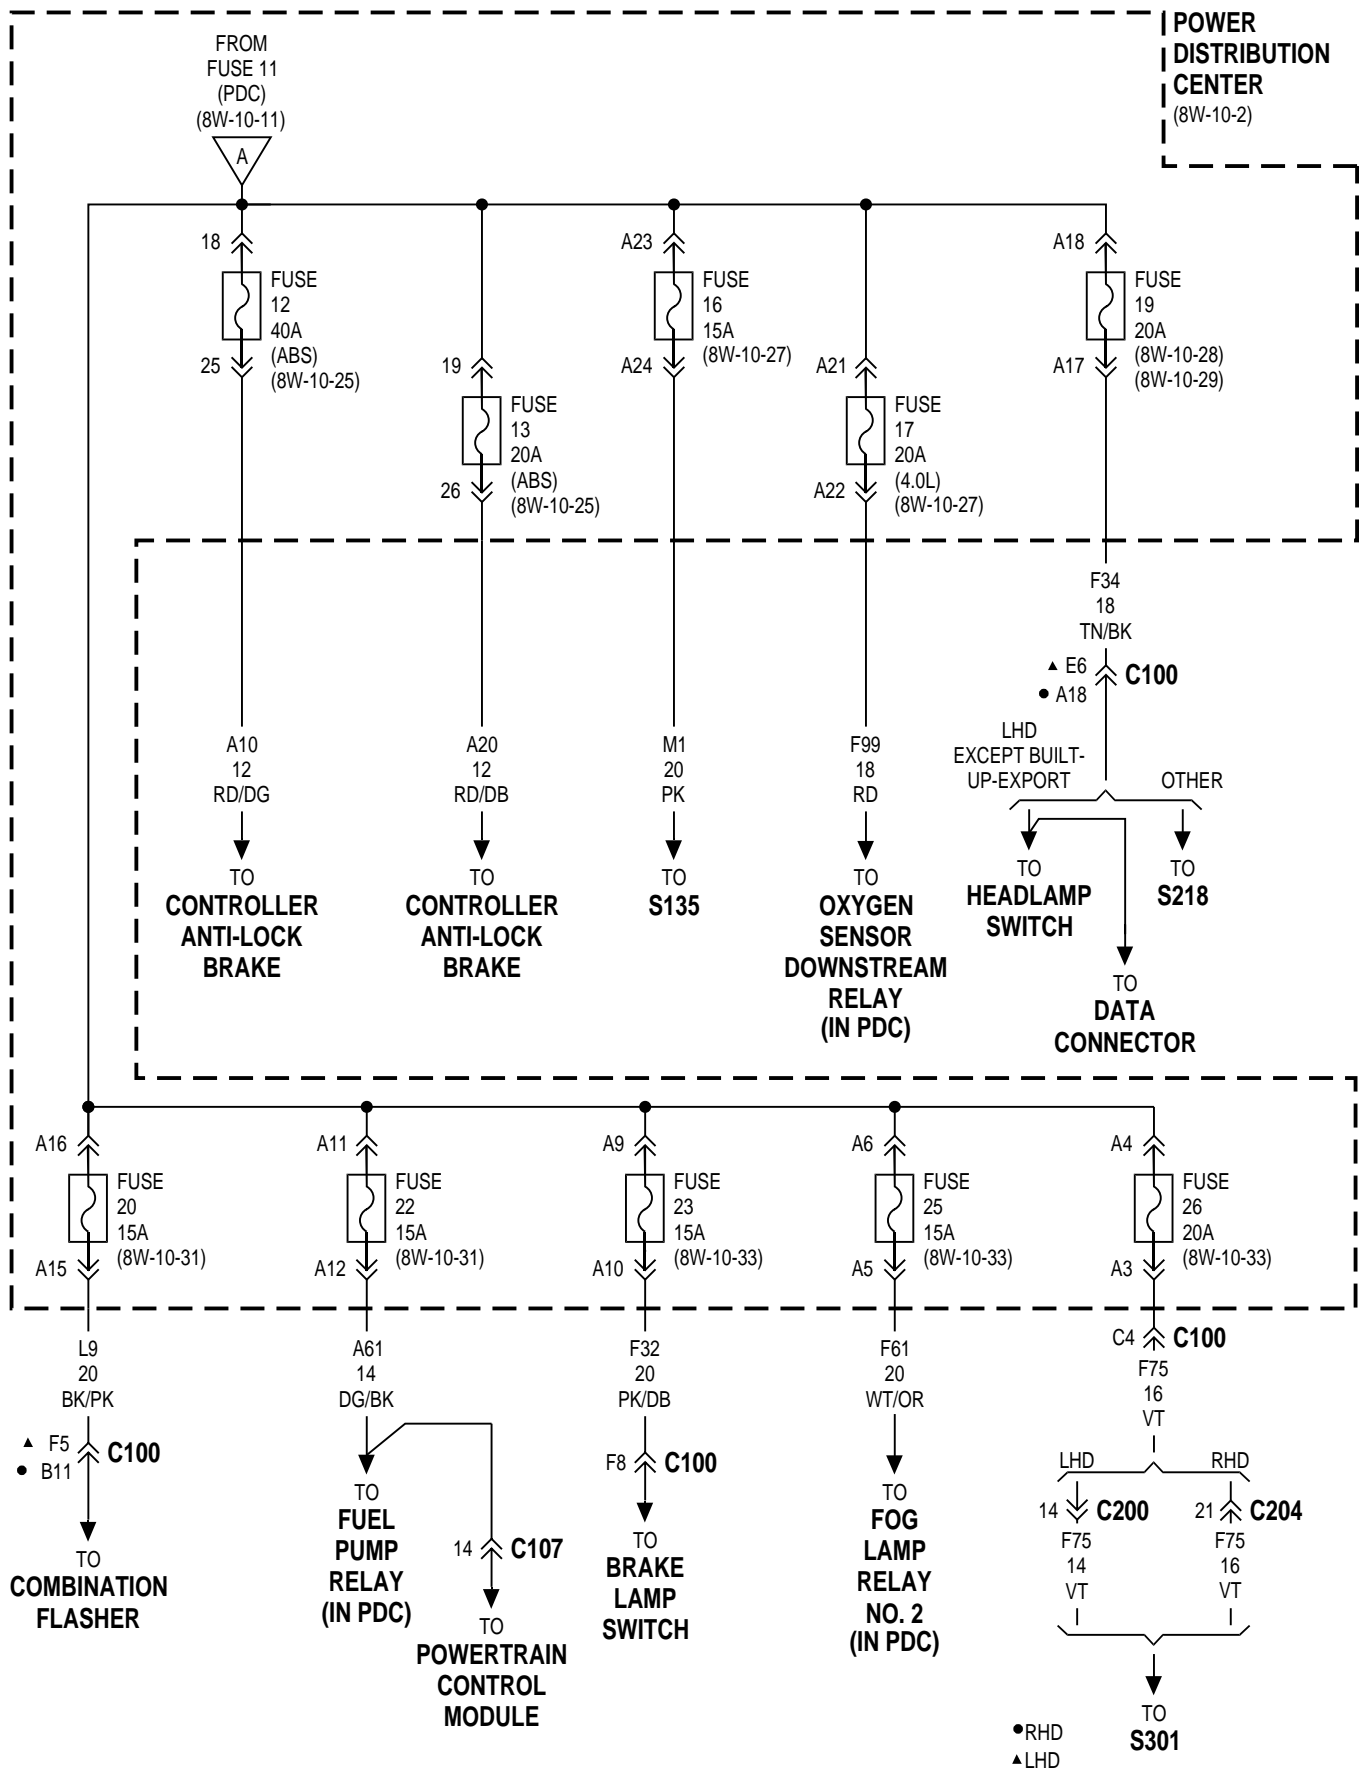 POWER
DISTRIBUTION
CENTER
(8W-10-2)
FROM
FUSE 11
(PDC)
(8W-10-11)
A
18
FUSE
12
40A
(ABS)
(8W-10-25)
25
19
FUSE
13
20A
(ABS)
(8W-10-25)
26
A23
FUSE
16
15A
(8W-10-27)
A24
A21
FUSE
17
20A
(4.0L)
(8W-10-27)
A22
A18
FUSE
19
20A
(8W-10-28)
(8W-10-29)
A17
F34
18
TN/BK
▲ E6
● A18
C100
LHD
EXCEPT BUILT-
UP-EXPORT
OTHER
A10
12
RD/DG
TO
CONTROLLER
ANTI-LOCK
BRAKE
A20
12
RD/DB
TO
CONTROLLER
ANTI-LOCK
BRAKE
M1
20
PK
TO
S135
F99
18
RD
TO
OXYGEN
SENSOR
DOWNSTREAM
RELAY
(IN PDC)
TO
HEADLAMP
SWITCH
TO
S218
TO
DATA
CONNECTOR
A16
FUSE
20
15A
(8W-10-31)
A15
A11
FUSE
22
15A
(8W-10-31)
A12
A9
FUSE
23
15A
(8W-10-33)
A10
A6
FUSE
25
15A
(8W-10-33)
A5
A4
FUSE
26
20A
(8W-10-33)
A3
L9
20
BK/PK
▲ F5
● B11
C100
TO
COMBINATION
FLASHER
A61
14
DG/BK
TO
FUEL
PUMP
RELAY
(IN PDC)
14
C107
TO
POWERTRAIN
CONTROL
MODULE
F32
20
PK/DB
F8
C100
TO
BRAKE
LAMP
SWITCH
F61
20
WT/OR
TO
FOG
LAMP
RELAY
NO. 2
(IN PDC)
C4
C100
F75
16
VT
LHD
RHD
14
C200
21
C204
F75
14
VT
F75
16
VT
TO
S301
●RHD
▲LHD